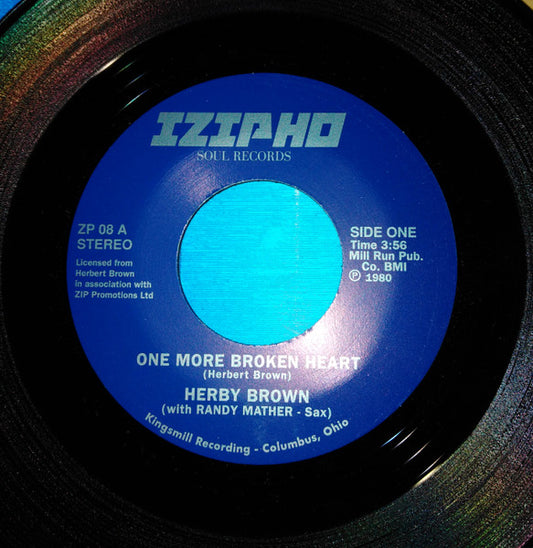 IZIPHO
SOUL RECORDS
ZP 08 A
STEREO
Licensed from
Herbert Brown
in association with
ZIP Promotions Ltd
SIDE ONE
Time 3:56
Mill Run Pub.
Co. BMI
℗ 1980
ONE MORE BROKEN HEART
(Herbert Brown)
HERBY BROWN
(with RANDY MATHER - Sax)
Kingsmill Recording - Columbus, Ohio